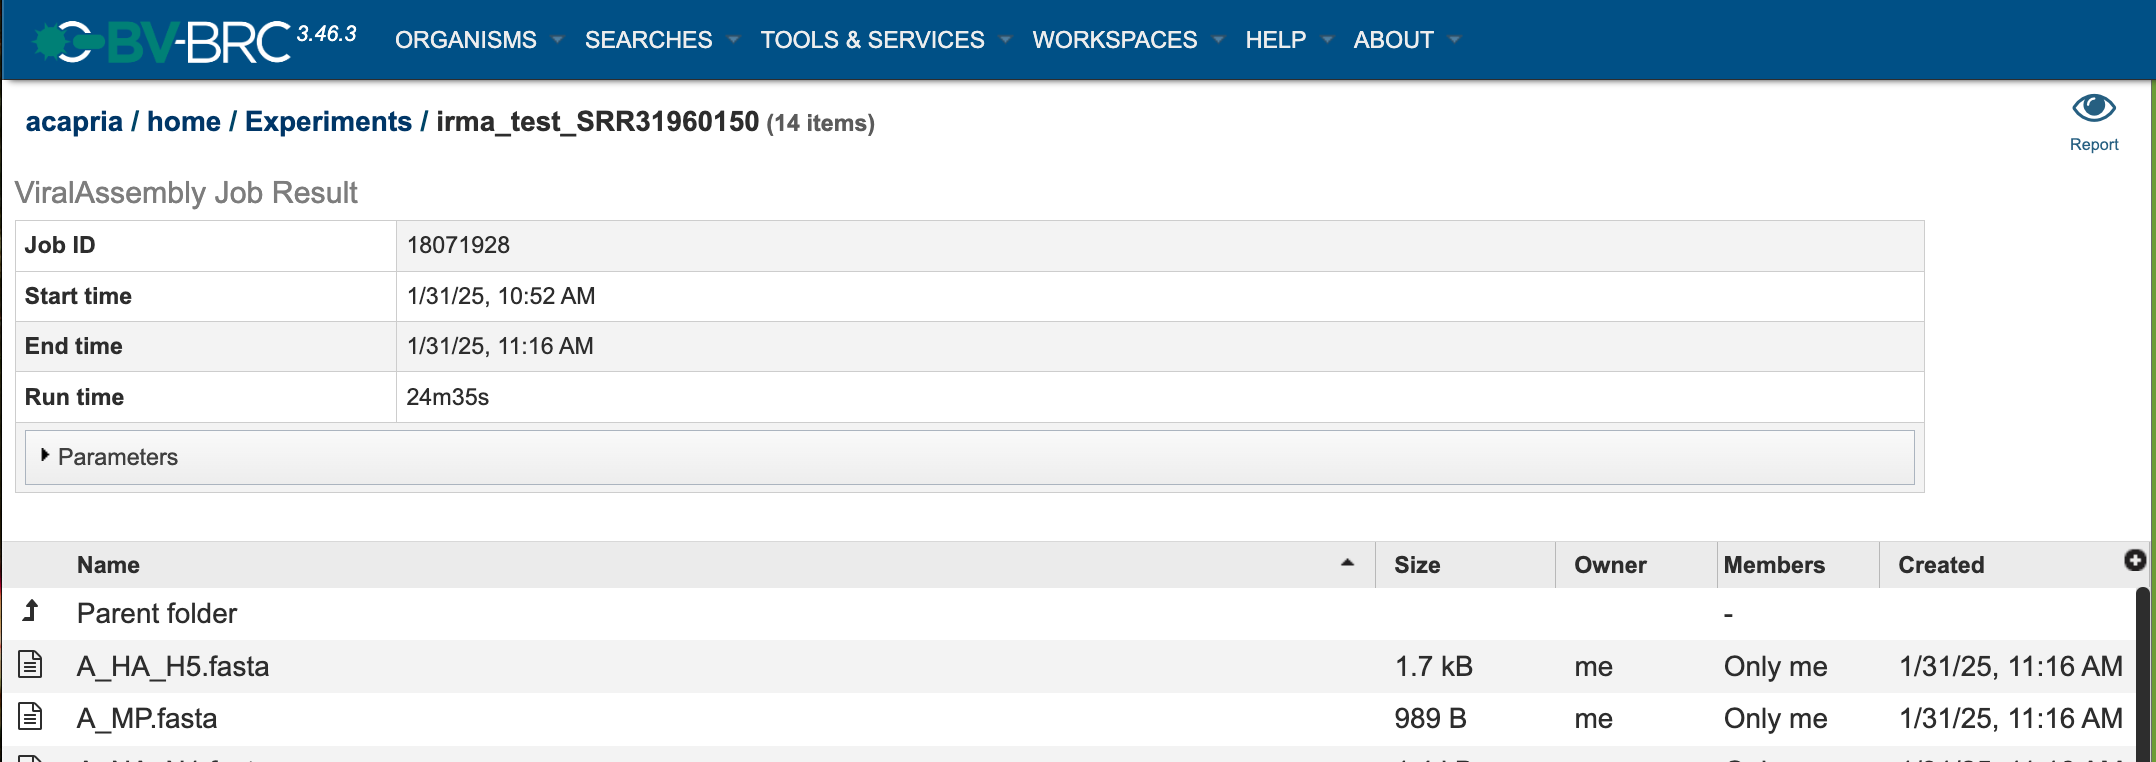 BV-BRC 3.46.3 ORGANISMS SEARCHES TOOLS & SERVICES WORKSPACES HELP ABOUT
acapria / home / Experiments / irma_test_SRR31960150 (14 items)
Report
ViralAssembly Job Result
Job ID 18071928
Start time 1/31/25, 10:52 AM
End time 1/31/25, 11:16 AM
Run time 24m35s
Parameters
Name Size Owner Members Created
Parent folder -
A_HA_H5.fasta 1.7 kB me Only me 1/31/25, 11:16 AM
A_MP.fasta 989 B me Only me 1/31/25, 11:16 AM